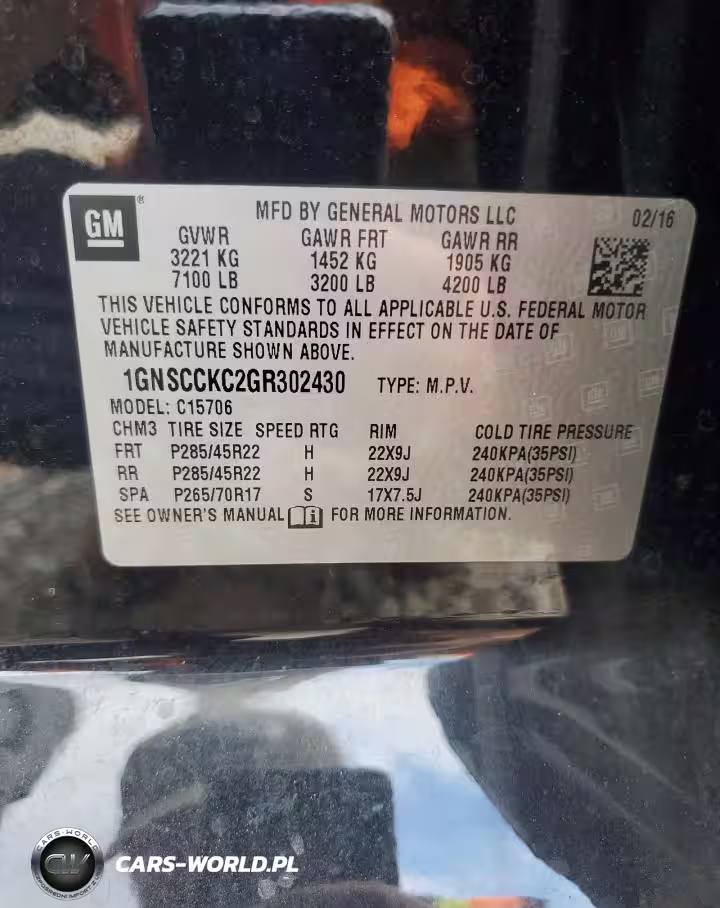 GM ®
MFD BY GENERAL MOTORS LLC 02/16
GVWR GAWR FRT GAWR RR
3221 KG 1452 KG 1905 KG
7100 LB 3200 LB 4200 LB
THIS VEHICLE CONFORMS TO ALL APPLICABLE U.S. FEDERAL MOTOR
VEHICLE SAFETY STANDARDS IN EFFECT ON THE DATE OF
MANUFACTURE SHOWN ABOVE.
1GNSCCKC2GR302430 TYPE: M.P.V.
MODEL: C15706
CHM3 TIRE SIZE SPEED RTG RIM COLD TIRE PRESSURE
FRT P285/45R22 H 22X9J 240KPA(35PSI)
RR P285/45R22 H 22X9J 240KPA(35PSI)
SPA P265/70R17 S 17X7.5J 240KPA(35PSI)
SEE OWNER'S MANUAL i FOR MORE INFORMATION.
CARS-WORLD
CW
CARS-WORLD.PL